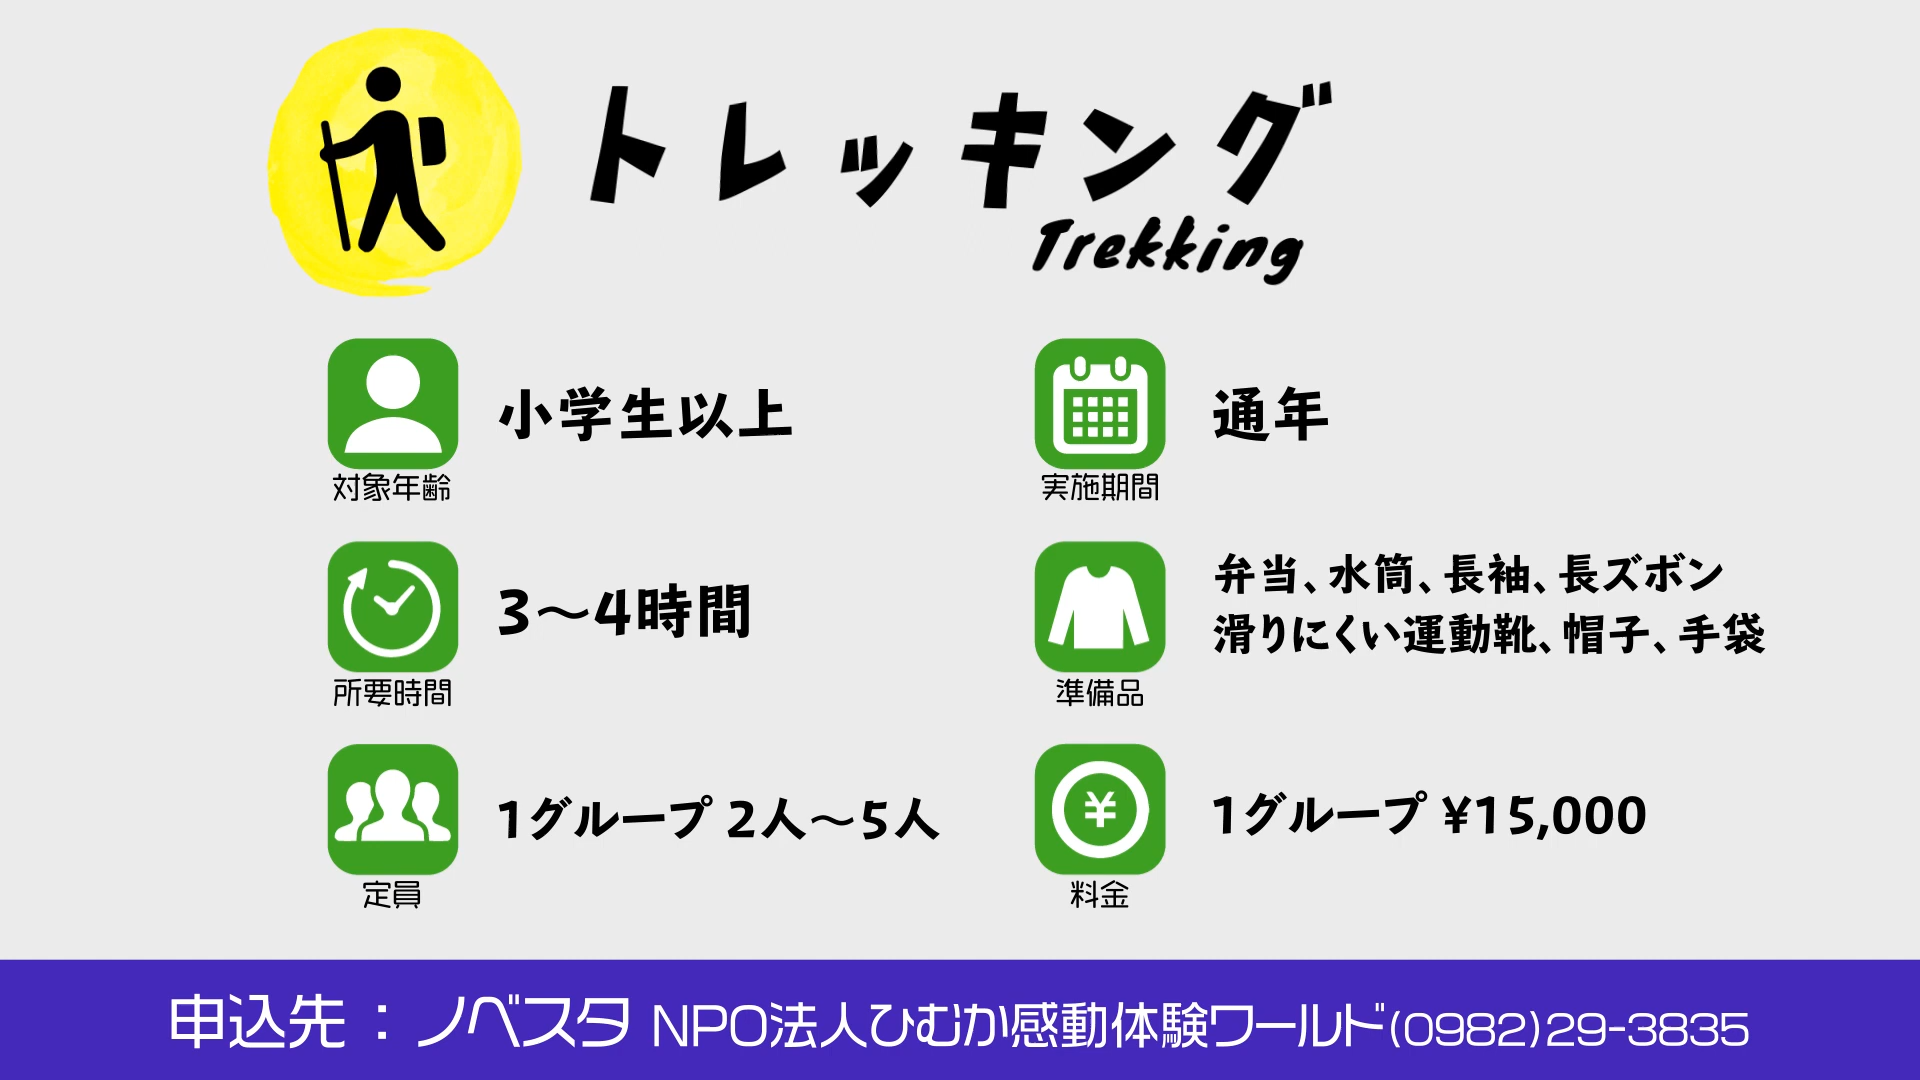 トレッキング
Trekking
小学生以上
対象年齢
通年
実施期間
3～4時間
所要時間
弁当、水筒、長袖、長ズボン
滑りにくい運動靴、帽子、手袋
準備品
1グループ 2人～5人
定員
1グループ ¥15,000
料金
申込先 ： ノベスタ NPO法人ひむか感動体験ワールド(0982)29-3835